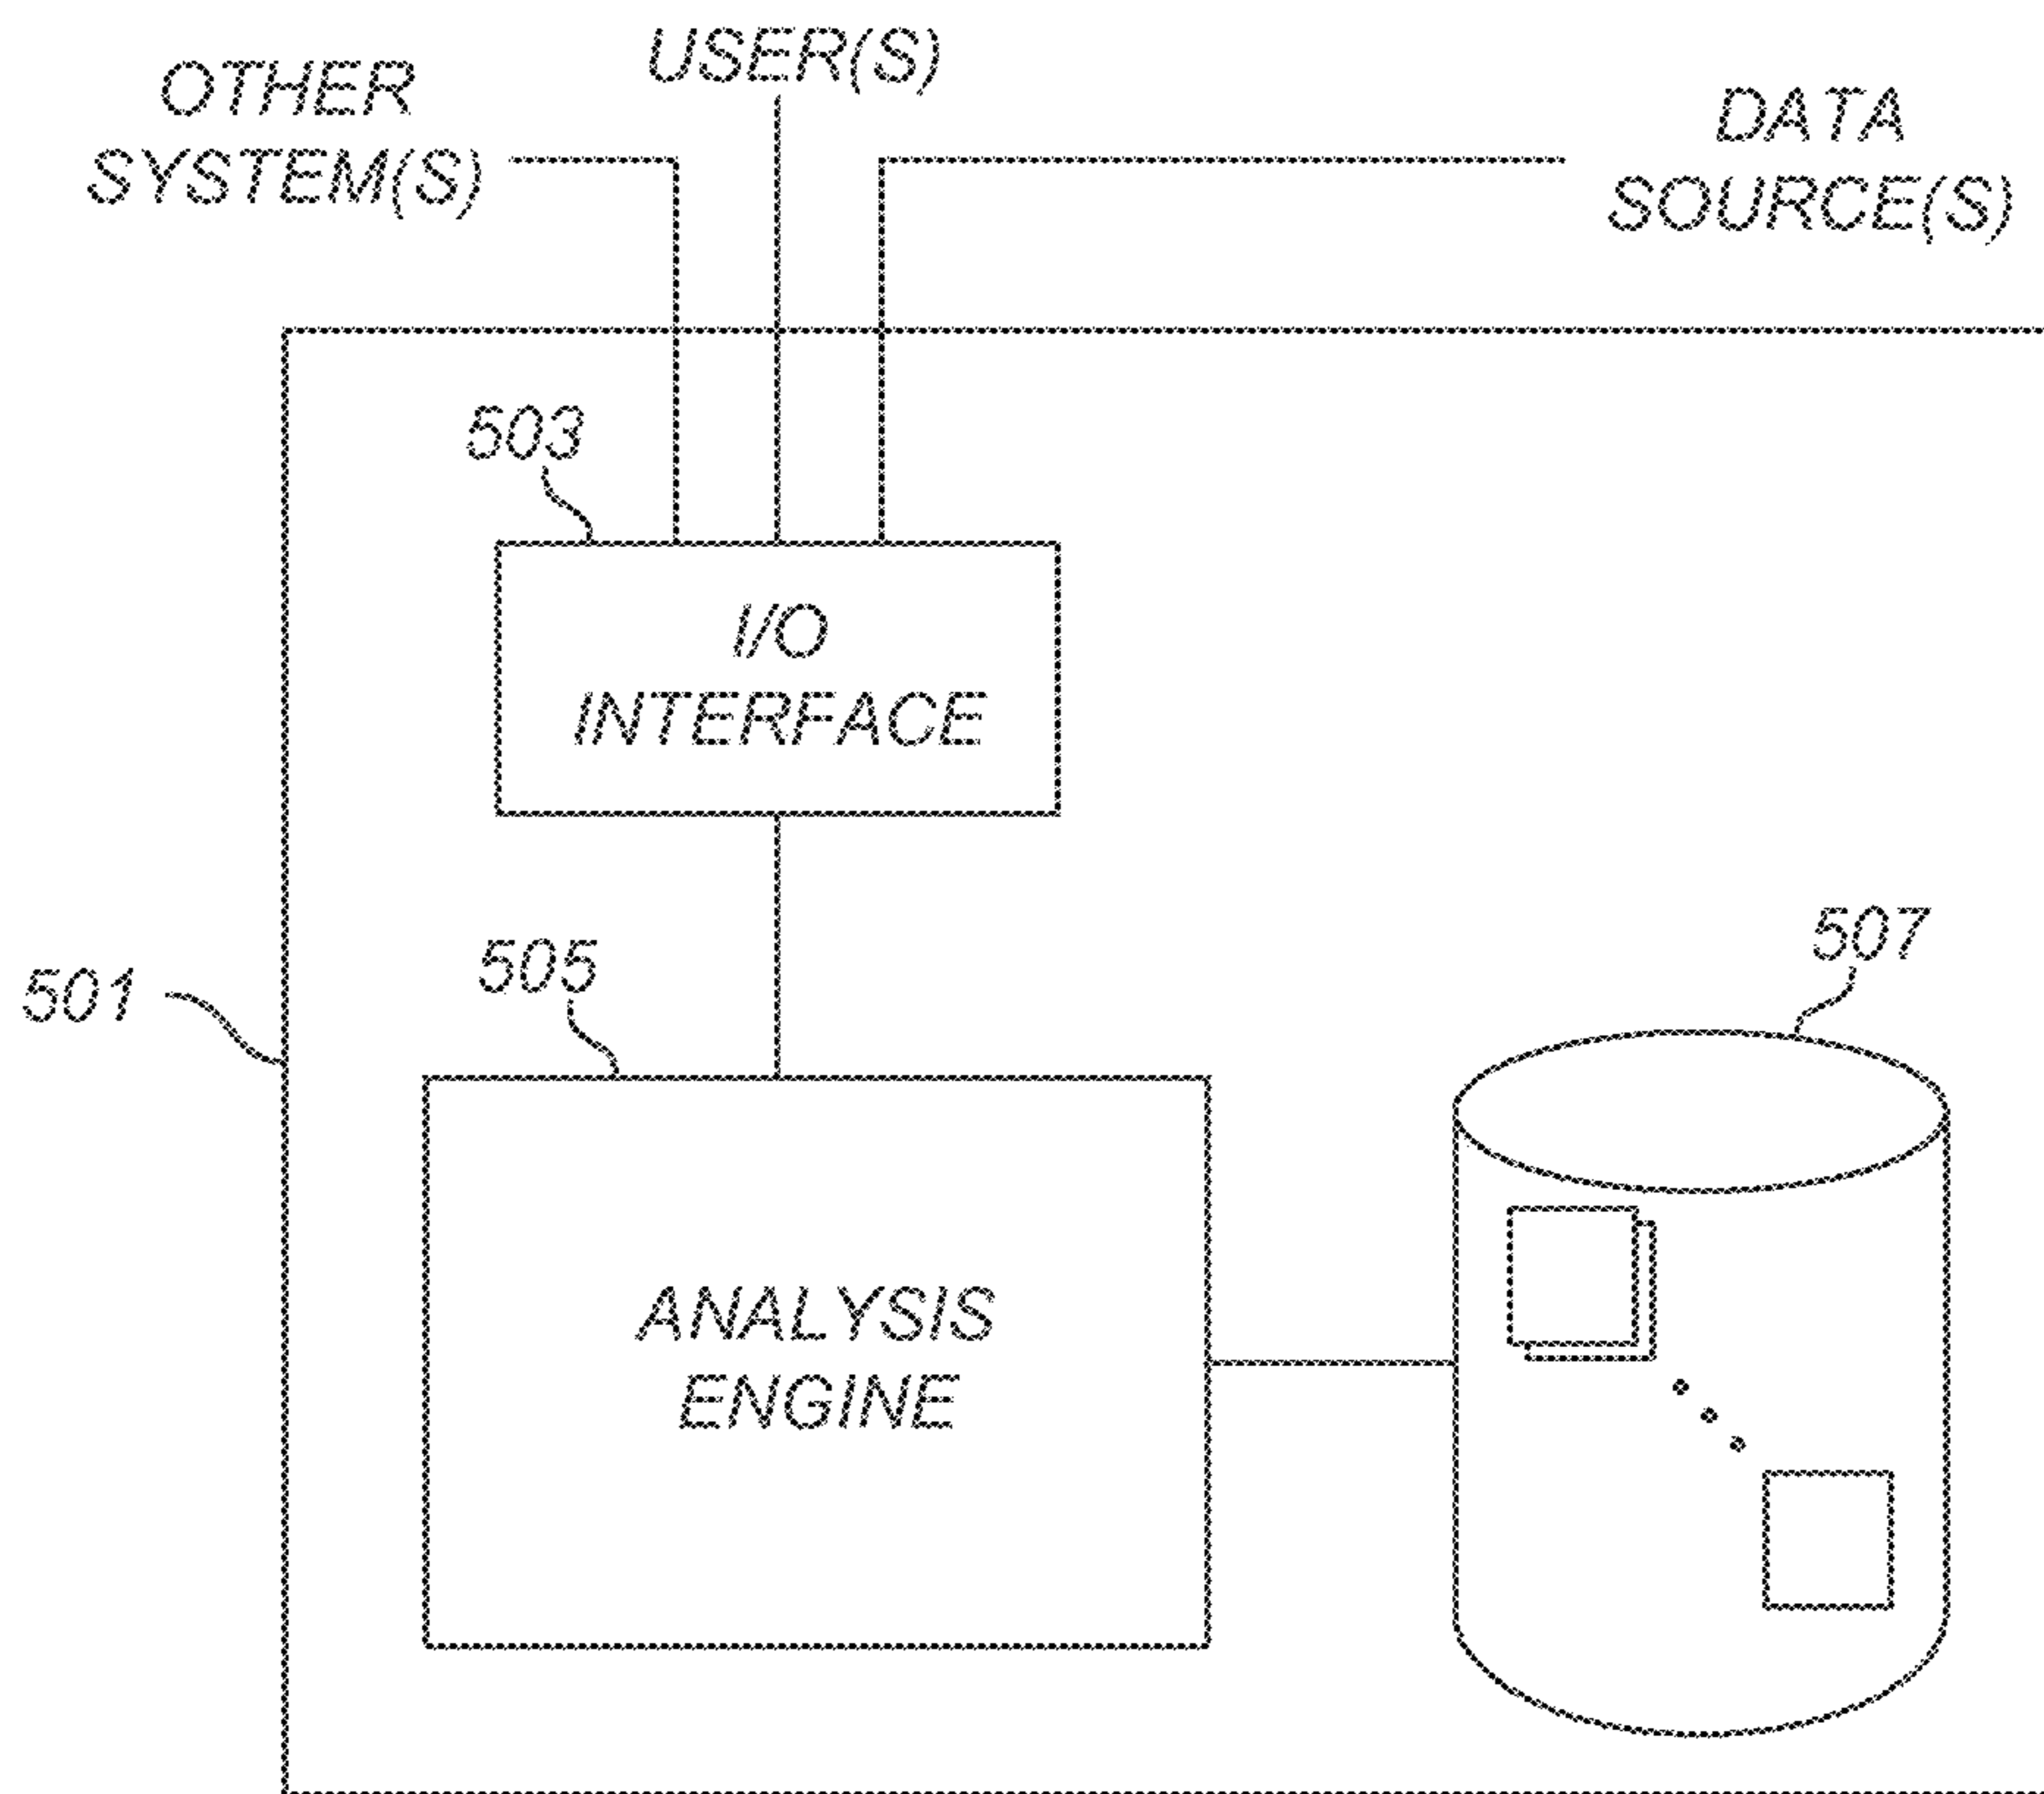 USER(S)
OTHER
SYSTEM(S)
DATA
SOURCE(S)
503
I/O
INTERFACE
507
505
501
ANALYSIS
ENGINE